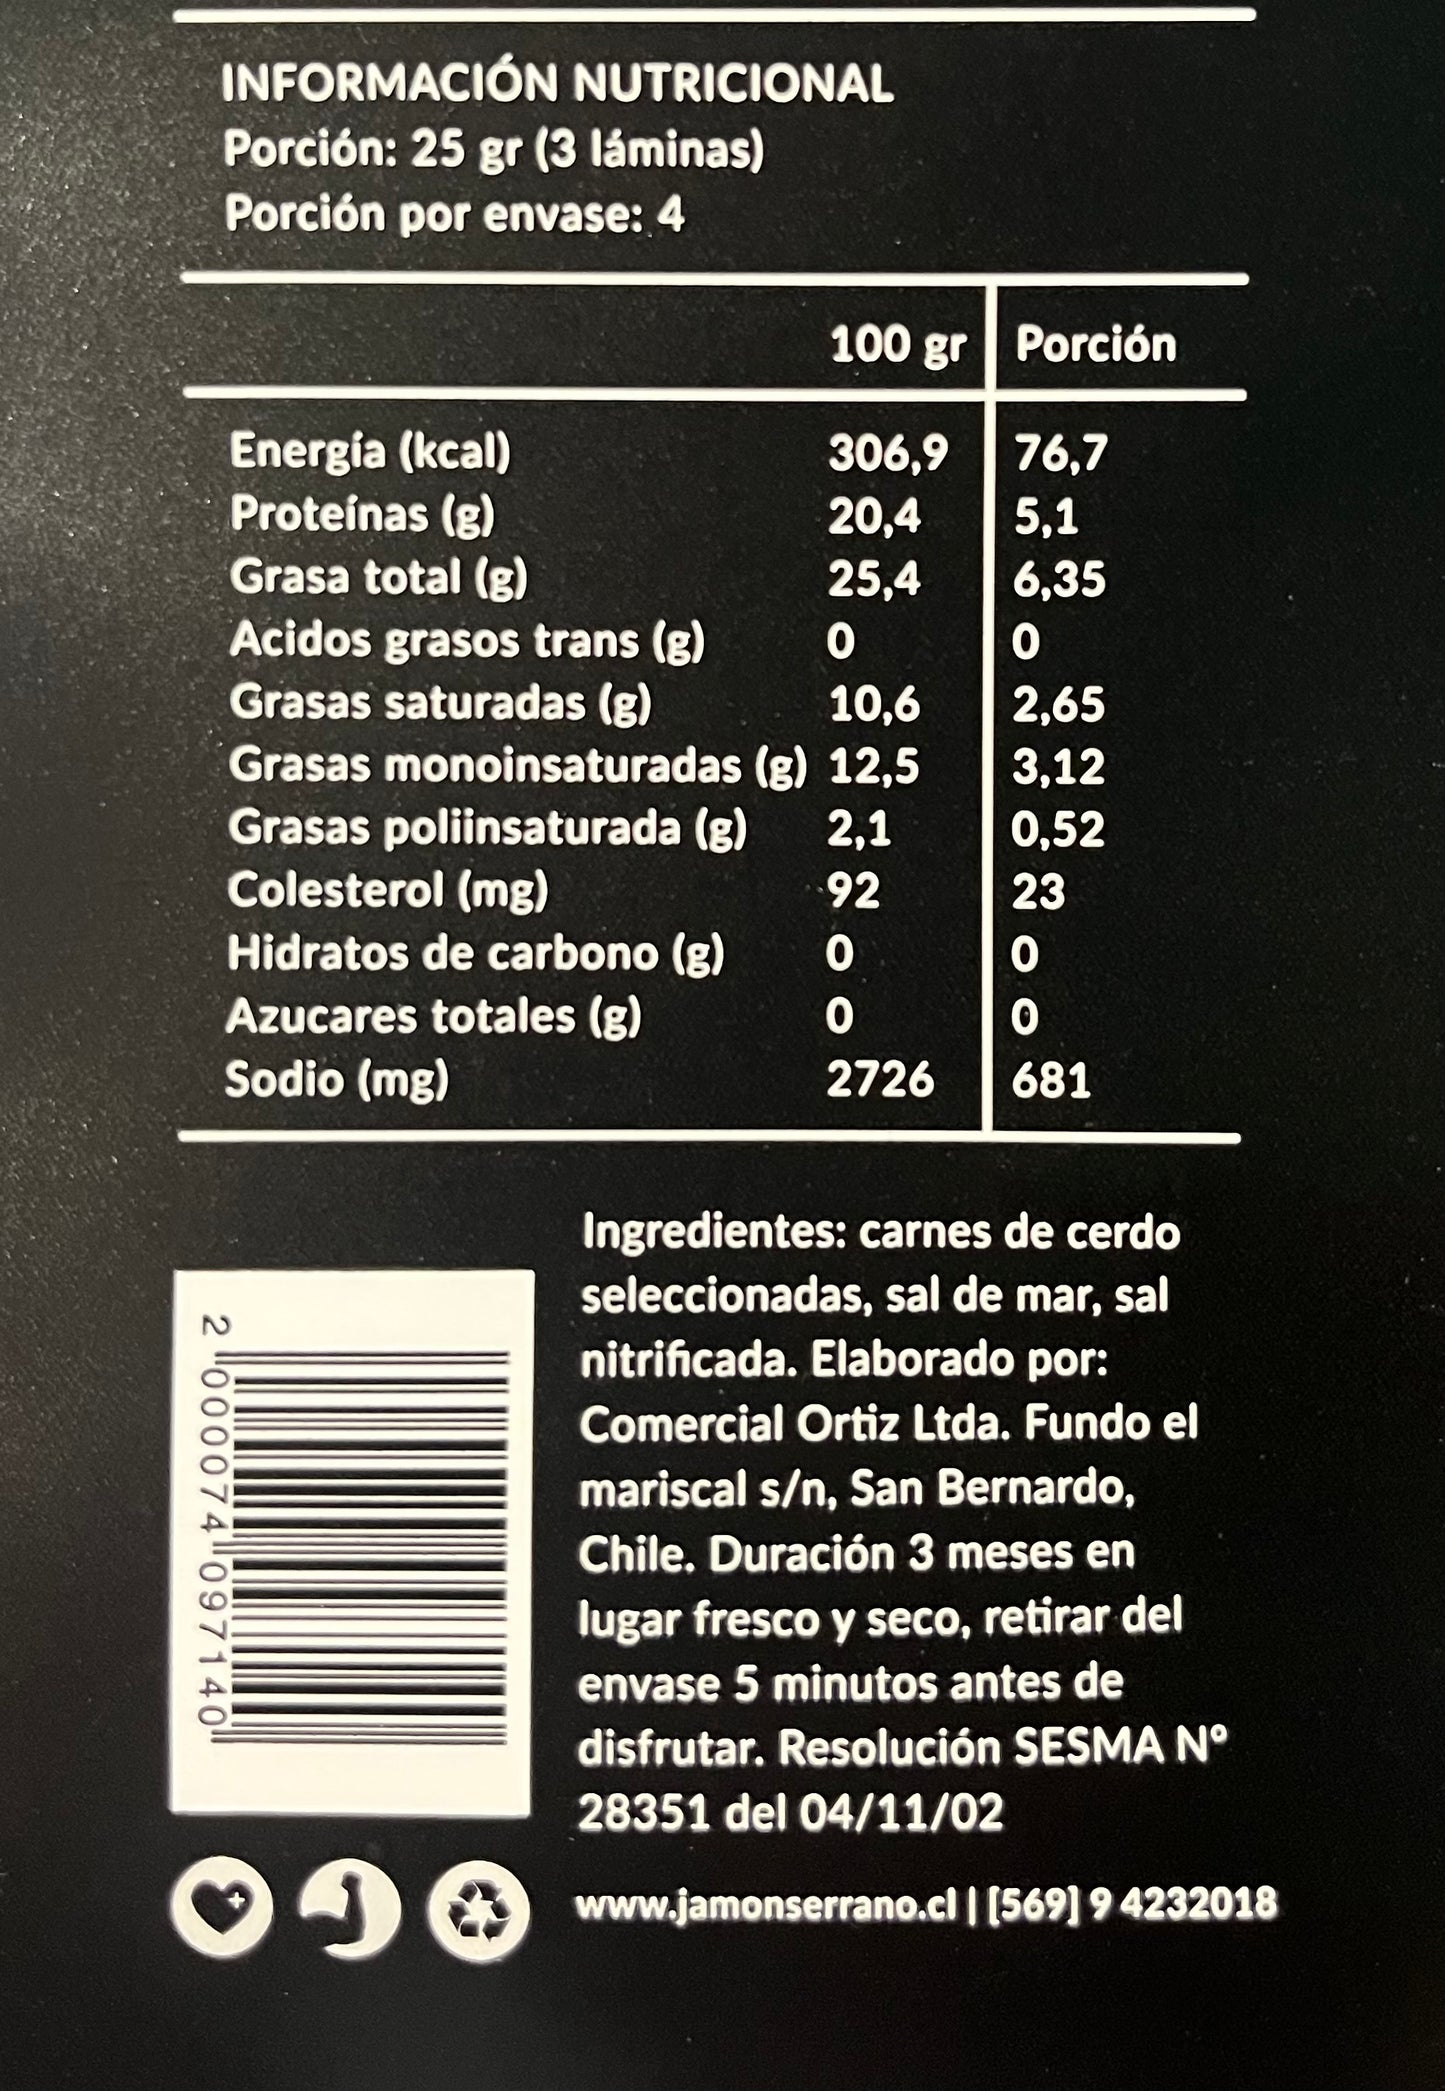 INFORMACIÓN NUTRICIONAL
Porción: 25 gr (3 láminas)
Porción por envase: 4
100 gr Porción
Energía (kcal) 306,9 76,7
Proteínas (g) 20,4 5,1
Grasa total (g) 25,4 6,35
Acidos grasos trans (g) 0 0
Grasas saturadas (g) 10,6 2,65
Grasas monoinsaturadas (g) 12,5 3,12
Grasas poliinsaturada (g) 2,1 0,52
Colesterol (mg) 92 23
Hidratos de carbono (g) 0 0
Azucares totales (g) 0 0
Sodio (mg) 2726 681
Ingredientes: carnes de cerdo
seleccionadas, sal de mar, sal
nitrificada. Elaborado por:
Comercial Ortiz Ltda. Fundo el
mariscal s/n, San Bernardo,
Chile. Duración 3 meses en
lugar fresco y seco, retirar del
envase 5 minutos antes de
disfrutar. Resolución SESMA Nº
28351 del 04/11/02
2 000074 097140
www.jamonserrano.cl | [569] 9 4232018